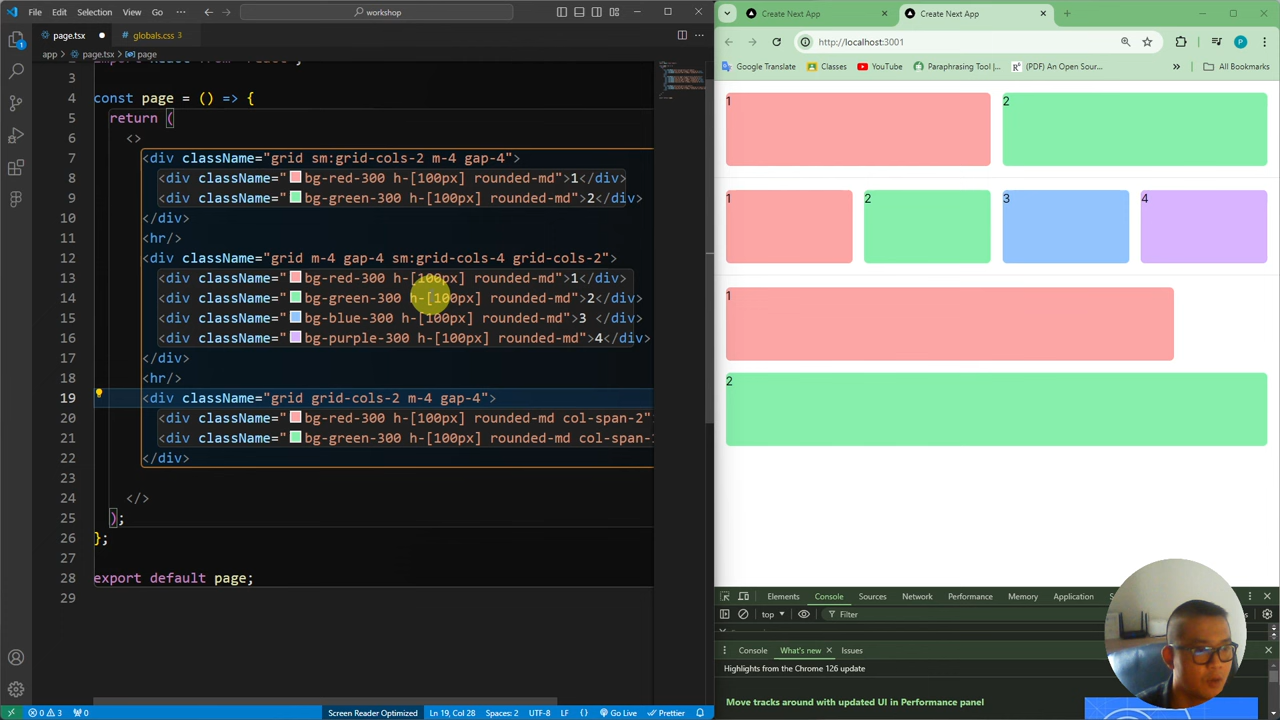 File Edit Selection View Go
workshop
page.tsx
globals.css 3
app > page.tsx > page
3
4 const page = () => {
5 return (
6 <>
7 <div className="grid sm:grid-cols-2 m-4 gap-4">
8 <div className="bg-red-300 h-[100px] rounded-md">1</div>
9 <div className="bg-green-300 h-[100px] rounded-md">2</div>
10 </div>
11 <hr/>
12 <div className="grid m-4 gap-4 sm:grid-cols-4 grid-cols-2">
13 <div className="bg-red-300 h-[100px] rounded-md">1</div>
14 <div className="bg-green-300 h-[100px] rounded-md">2</div>
15 <div className="bg-blue-300 h-[100px] rounded-md">3 </div>
16 <div className="bg-purple-300 h-[100px] rounded-md">4</div>
17 </div>
18 <hr/>
19 <div className="grid grid-cols-2 m-4 gap-4">
20 <div className="bg-red-300 h-[100px] rounded-md col-span-2"
21 <div className="bg-green-300 h-[100px] rounded-md col-span-
22 </div>
23
24 </>
25 );
26 };
27
28 export default page;
29
0 3 0
Screen Reader Optimized Ln 19, Col 28 Spaces: 2 UTF-8 LF TypeScript JSX Go Live Prettier
Create Next App
Create Next App
http://localhost:3001
P
Google Translate Classes YouTube Paraphrasing Tool |... (PDF) An Open Sour... » All Bookmarks
1 2
1 2 3 4
1
2
Elements Console Sources Network Performance Memory Application
top Filter
Console What's new Issues
Highlights from the Chrome 126 update
Move tracks around with updated UI in Performance panel